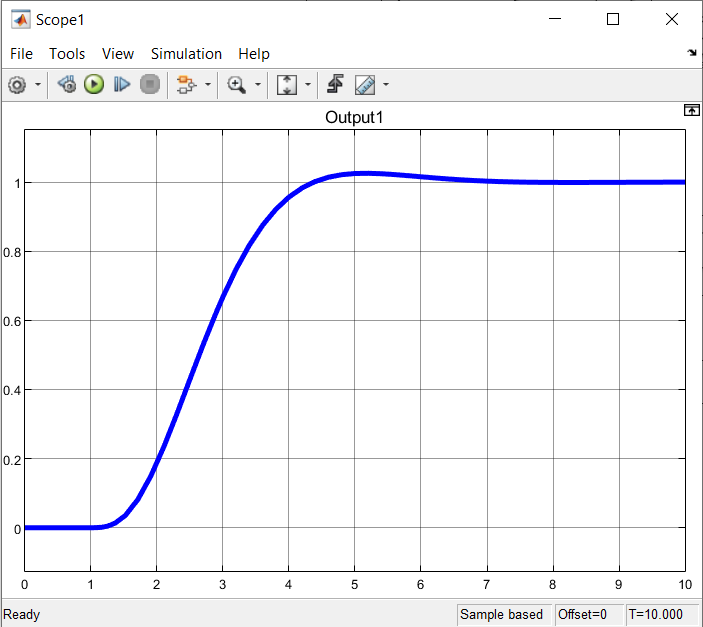 Scope1
File Tools View Simulation Help
Output1
1
0.8
0.6
0.4
0.2
0
0 1 2 3 4 5 6 7 8 9 10
Ready Sample based Offset=0 T=10.000